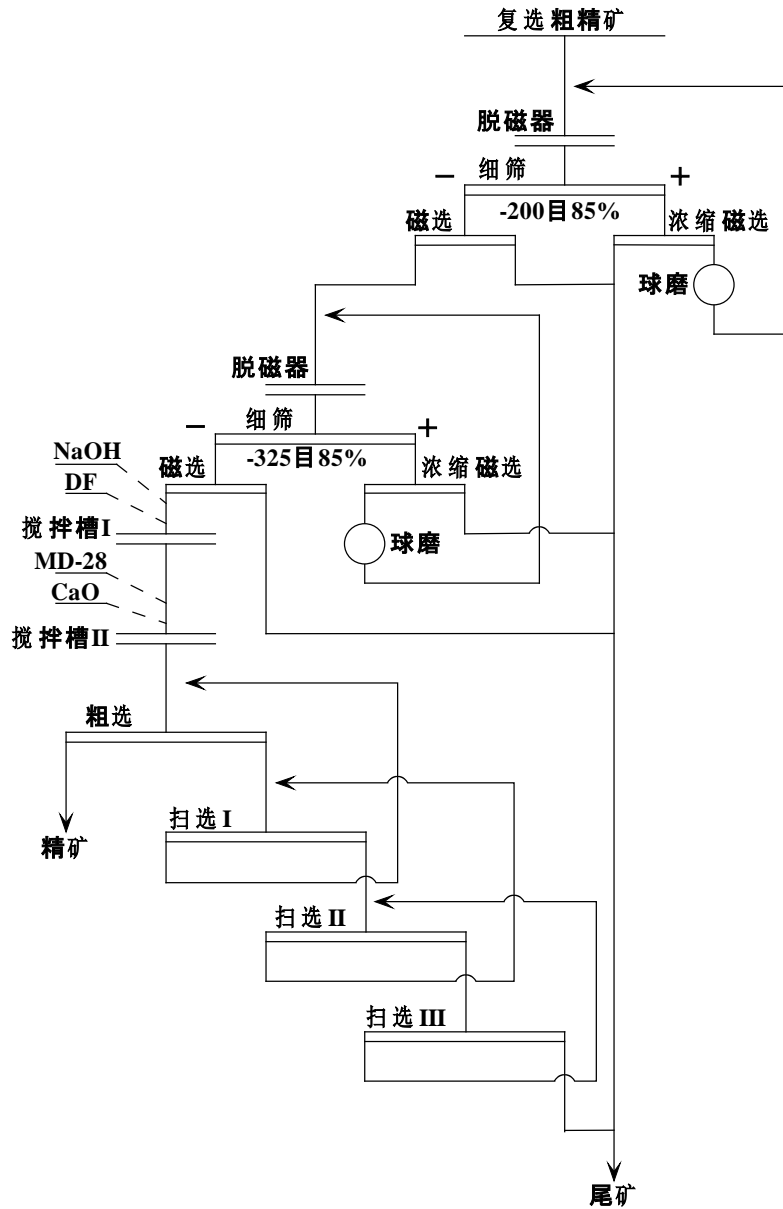 复选粗精矿
脱磁器
− 细筛 +
-200目85%
磁选
浓缩磁选
球磨
脱磁器
− 细筛 +
-325目85%
磁选
浓缩磁选
NaOH
DF
搅拌槽I
球磨
MD-28
CaO
搅拌槽II
粗选
精矿
扫选I
扫选II
扫选III
尾矿